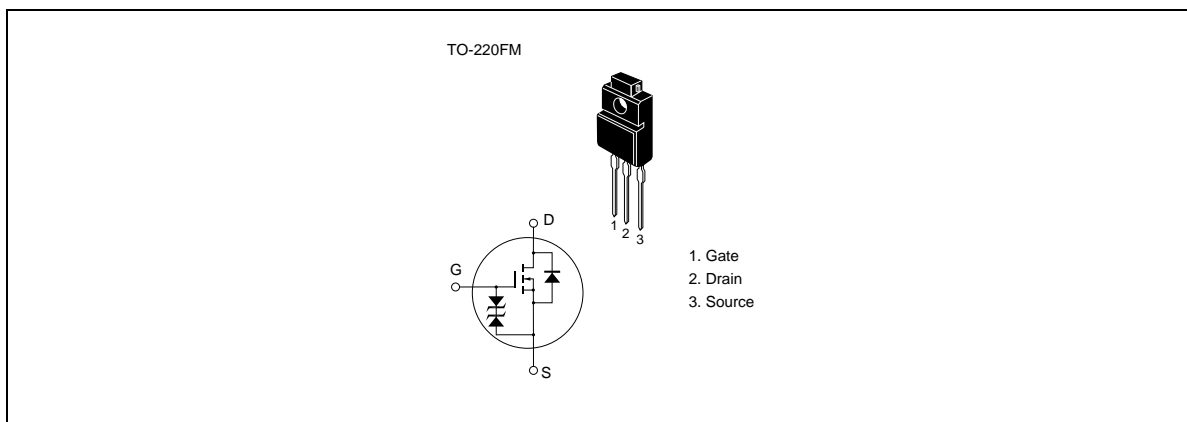 TO-220FM
1
2
3
D
G
S
1. Gate
2. Drain
3. Source